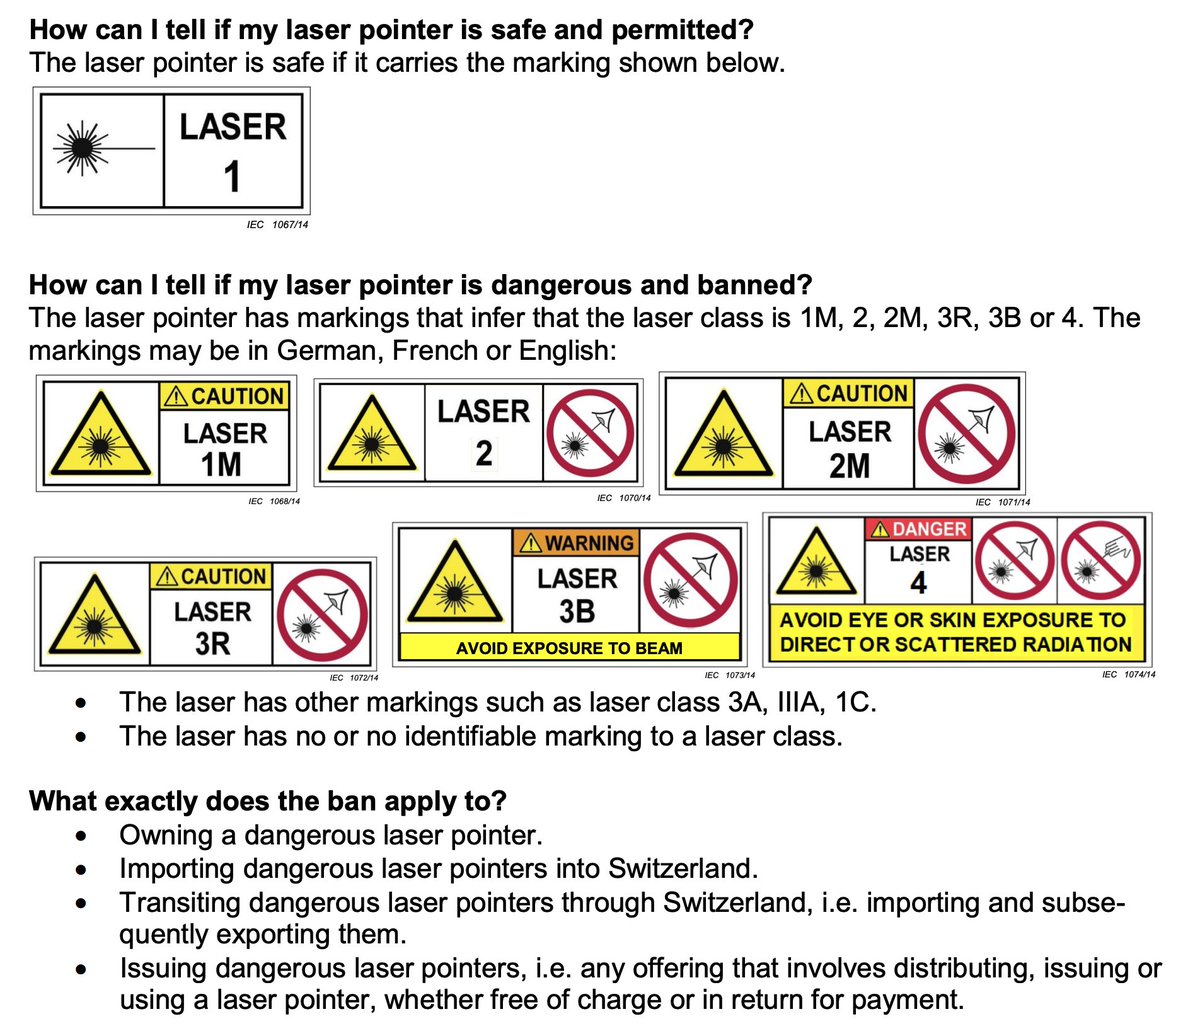 How can I tell if my laser pointer is safe and permitted?
The laser pointer is safe if it carries the marking shown below.
LASER
1
IEC 1067/14
How can I tell if my laser pointer is dangerous and banned?
The laser pointer has markings that infer that the laser class is 1M, 2, 2M, 3R, 3B or 4. The
markings may be in German, French or English:
CAUTION
LASER
1M
IEC 1068/14
LASER
2
IEC 1070/14
CAUTION
LASER
2M
IEC 1071/14
CAUTION
LASER
3R
IEC 1072/14
WARNING
LASER
3B
AVOID EXPOSURE TO BEAM
IEC 1073/14
DANGER
LASER
4
AVOID EYE OR SKIN EXPOSURE TO
DIRECT OR SCATTERED RADIATION
IEC 1074/14
• The laser has other markings such as laser class 3A, IIIA, 1C.
• The laser has no or no identifiable marking to a laser class.
What exactly does the ban apply to?
• Owning a dangerous laser pointer.
• Importing dangerous laser pointers into Switzerland.
• Transiting dangerous laser pointers through Switzerland, i.e. importing and subse-
quently exporting them.
• Issuing dangerous laser pointers, i.e. any offering that involves distributing, issuing or
using a laser pointer, whether free of charge or in return for payment.